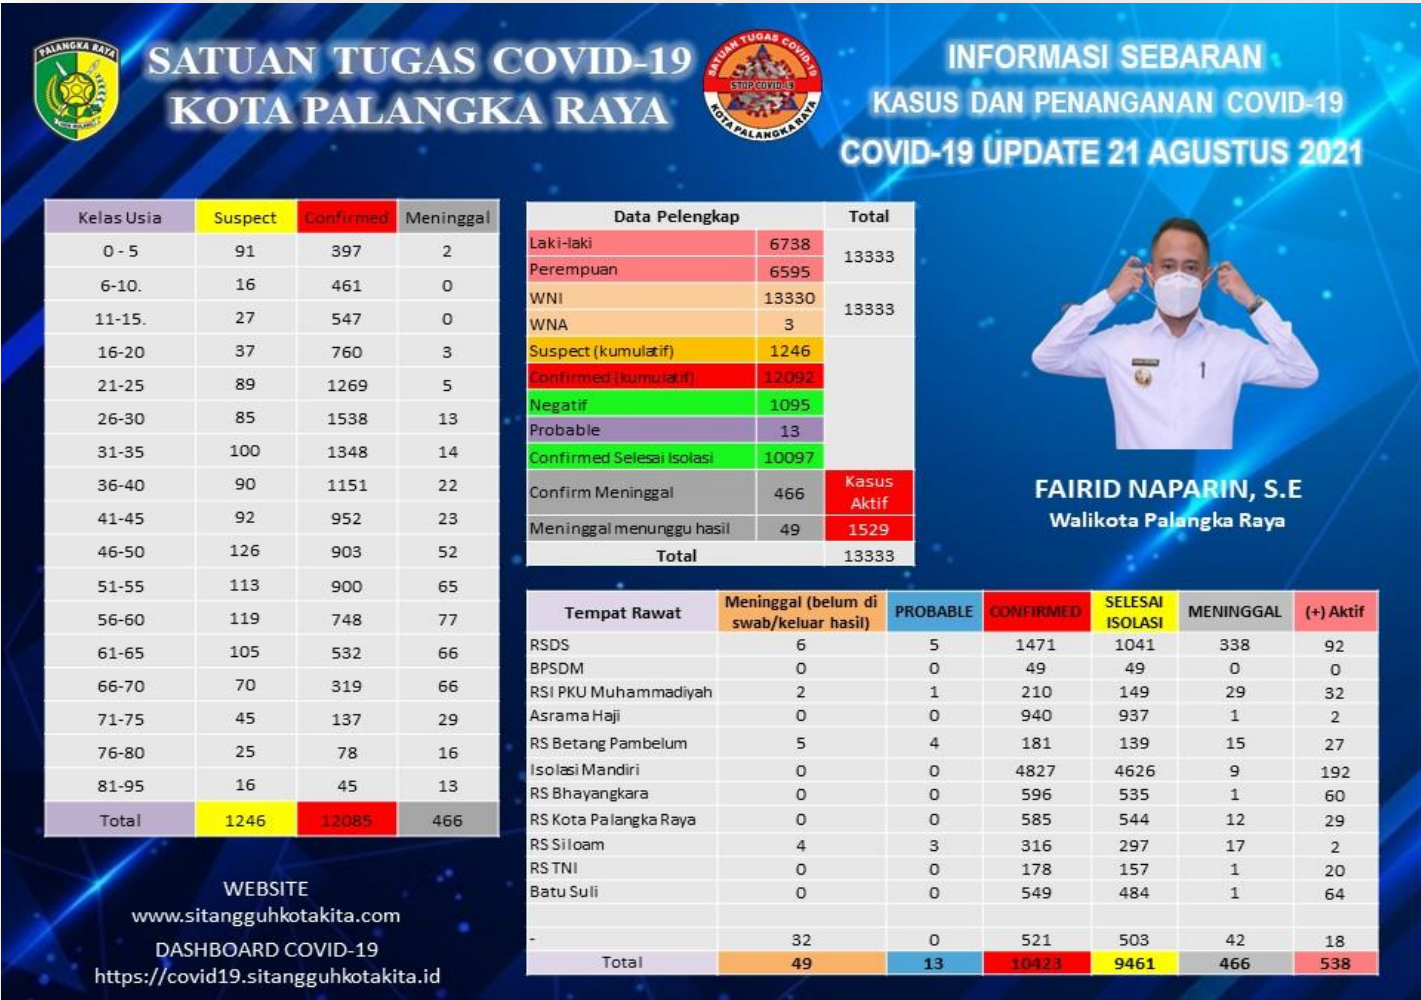 PALANGKA RAYA
SATUAN TUGAS COVID-19
KOTA PALANGKA RAYA
SATUAN TUGAS COVID-19
STOP COVID-19
KOTA PALANGKA RAYA
INFORMASI SEBARAN
KASUS DAN PENANGANAN COVID-19
COVID-19 UPDATE 21 AGUSTUS 2021
Kelas Usia Suspect Confirmed Meninggal
0 - 5 91 397 2
6-10. 16 461 0
11-15. 27 547 0
16-20 37 760 3
21-25 89 1269 5
26-30 85 1538 13
31-35 100 1348 14
36-40 90 1151 22
41-45 92 952 23
46-50 126 903 52
51-55 113 900 65
56-60 119 748 77
61-65 105 532 66
66-70 70 319 66
71-75 45 137 29
76-80 25 78 16
81-95 16 45 13
Total 1246 12085 466
WEBSITE
www.sitangguhkotakita.com
DASHBOARD COVID-19
https://covid19.sitangguhkotakita.id
Data Pelengkap Total
Laki-laki 6738 13333
Perempuan 6595
WNI 13330 13333
WNA 3
Suspect (kumulatif) 1246
Confirmed (kumulatif) 12092
Negatif 1095
Probable 13
Confirmed Selesai Isolasi 10097
Confirm Meninggal 466 Kasus Aktif
Meninggal menunggu hasil 49 1529
Total 13333
FAIRID NAPARIN, S.E
Walikota Palangka Raya
Tempat Rawat Meninggal (belum di swab/keluar hasil) PROBABLE CONFIRMED SELESAI ISOLASI MENINGGAL (+) Aktif
RSDS 6 5 1471 1041 338 92
BPSDM 0 0 49 49 0 0
RSI PKU Muhammadiyah 2 1 210 149 29 32
Asrama Haji 0 0 940 937 1 2
RS Betang Pambelum 5 4 181 139 15 27
Isolasi Mandiri 0 0 4827 4626 9 192
RS Bhayangkara 0 0 596 535 1 60
RS Kota Palangka Raya 0 0 585 544 12 29
RS Siloam 4 3 316 297 17 2
RS TNI 0 0 178 157 1 20
Batu Suli 0 0 549 484 1 64
- 32 0 521 503 42 18
Total 49 13 10423 9461 466 538